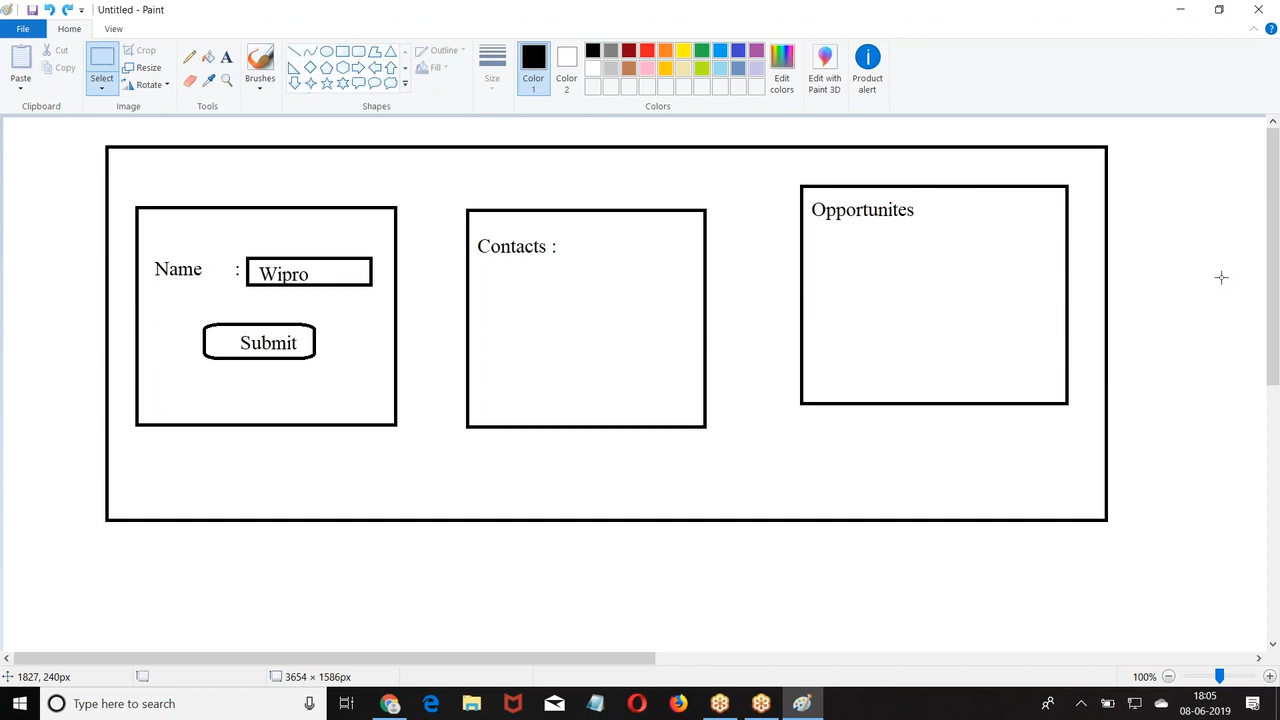 Untitled - Paint
File
Home
View
Paste
Cut
Copy
Clipboard
Select
Crop
Resize
Rotate
Image
Tools
Brushes
Outline
Fill
Shapes
Size
Color 1
Color 2
Edit colors
Colors
Edit with Paint 3D
Product alert
Name :
Wipro
Submit
Contacts :
Opportunites
1827, 240px
3654 × 1586px
100%
Type here to search
18:05
08-06-2019